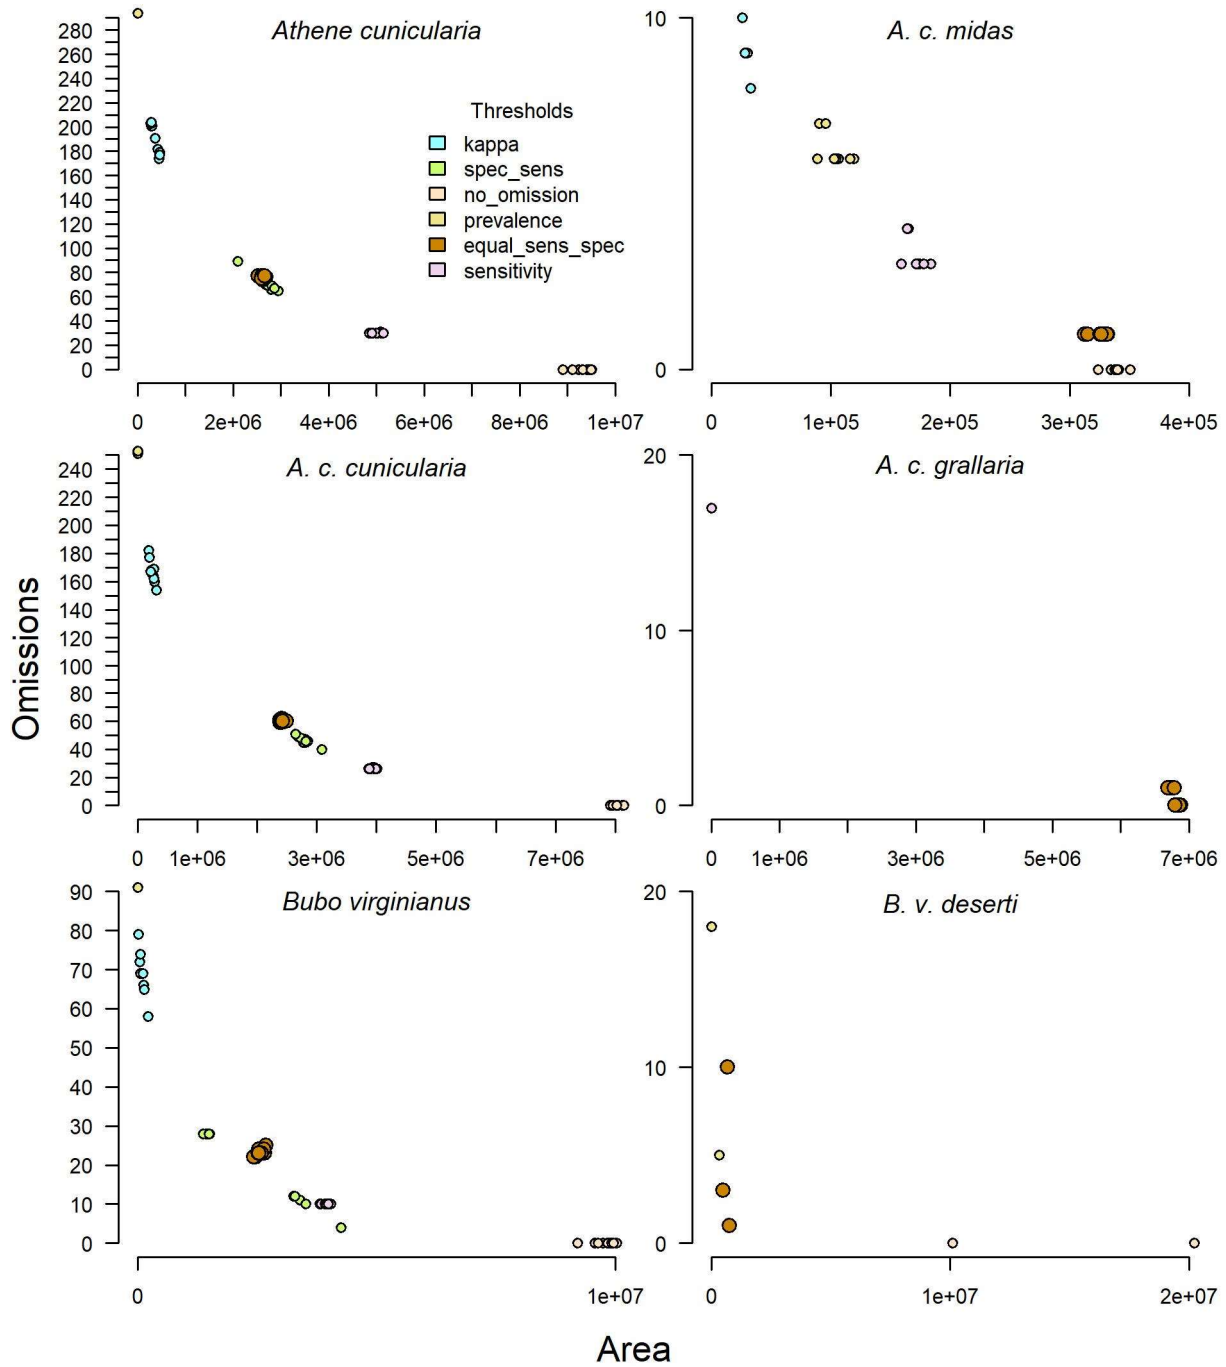 Athene cunicularia
280
260
240
220
200
180
160
140
120
100
80
60
40
20
0
Thresholds
kappa
spec_sens
no_omission
prevalence
equal_sens_spec
sensitivity
0 2e+06 4e+06 6e+06 8e+06 1e+07
A. c. midas
10
0
0 1e+05 2e+05 3e+05 4e+05
A. c. cunicularia
240
220
200
180
160
140
120
100
80
60
40
20
0
0 1e+06 3e+06 5e+06 7e+06
A. c. grallaria
20
10
0
0 1e+06 3e+06 5e+06 7e+06
Bubo virginianus
90
80
70
60
50
40
30
20
10
0
0 1e+07
B. v. deserti
20
10
0
0 1e+07 2e+07
Omissions
Area